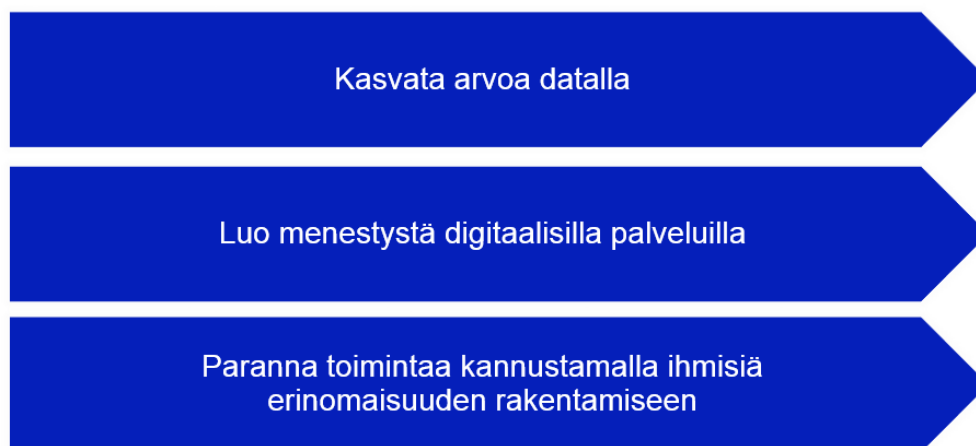 Kasvata arvoa datalla
Luo menestystä digitaalisilla palveluilla
Paranna toimintaa kannustamalla ihmisiä
erinomaisuuden rakentamiseen